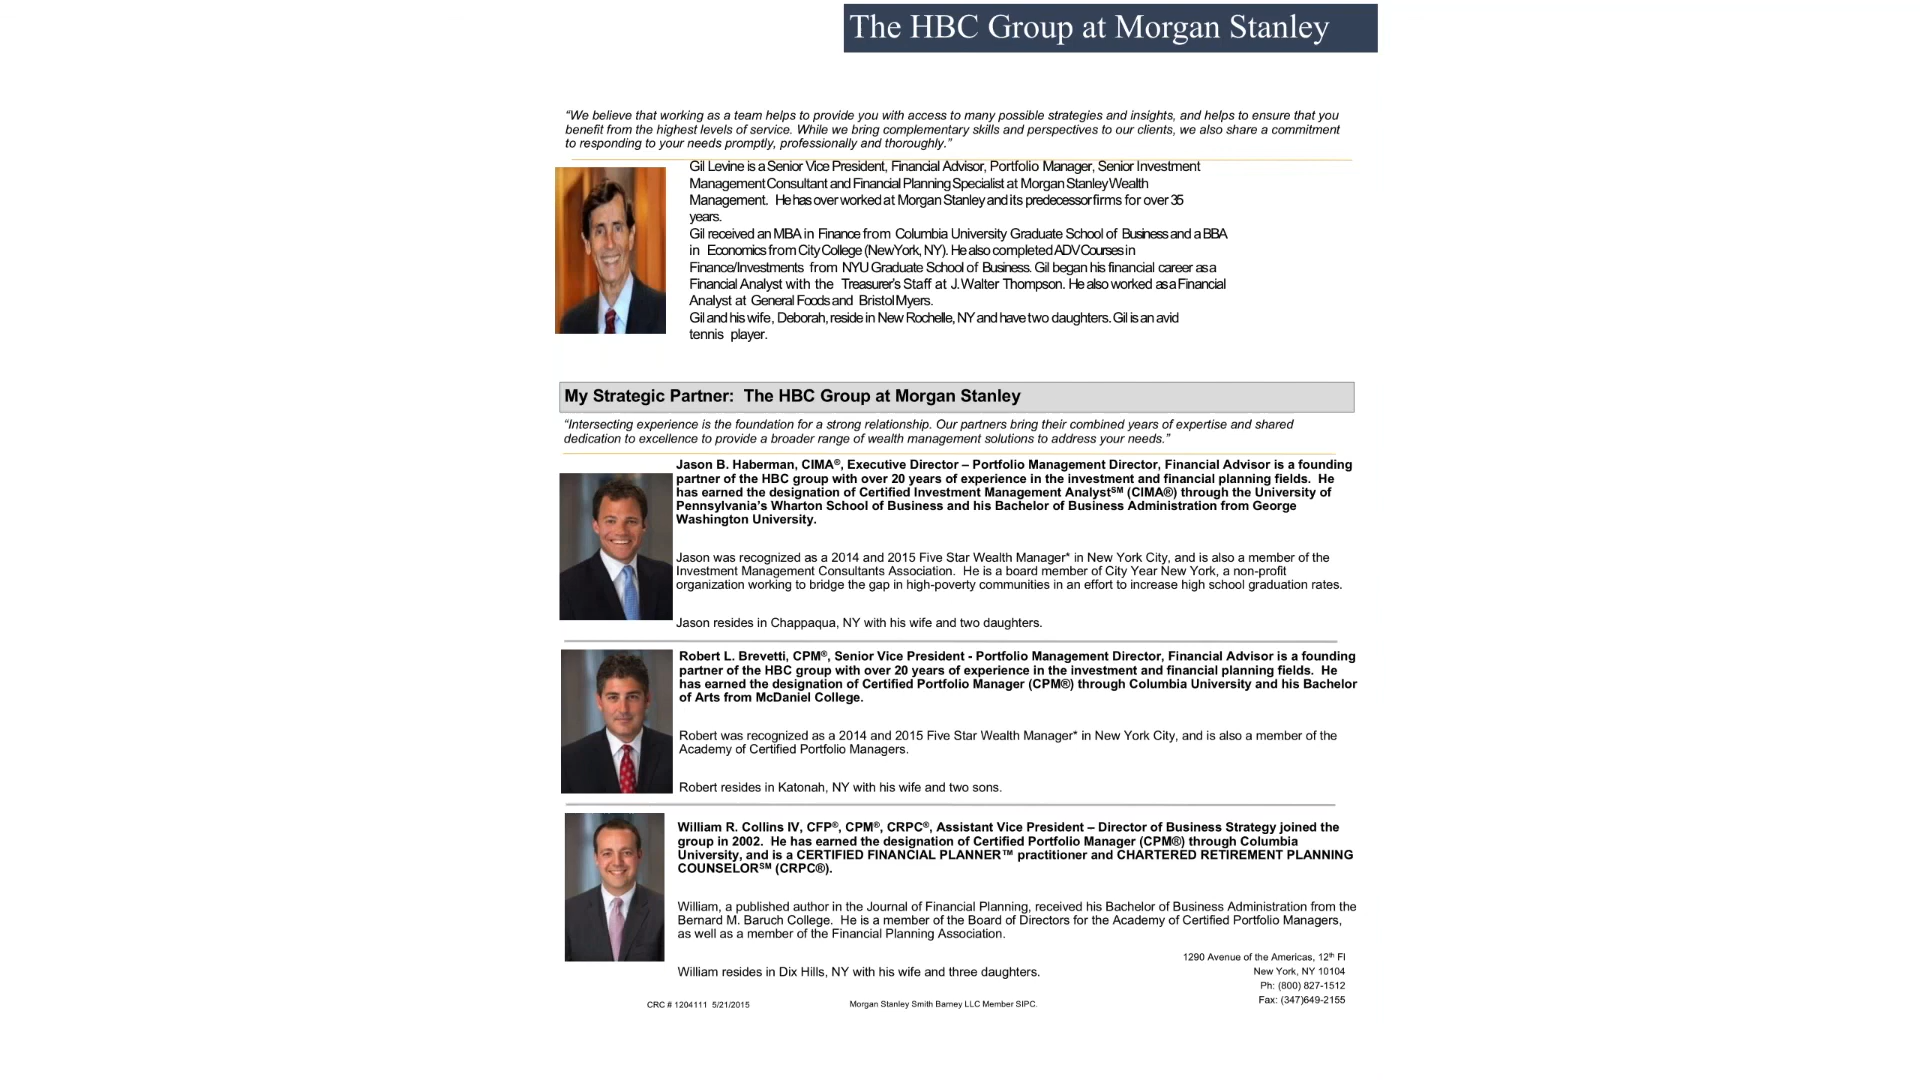 The HBC Group at Morgan Stanley
“We believe that working as a team helps to provide you with access to many possible strategies and insights, and helps to ensure that you
benefit from the highest levels of service. While we bring complementary skills and perspectives to our clients, we also share a commitment
to responding to your needs promptly, professionally and thoroughly.”
Gil Levine is a Senior Vice President, Financial Advisor, Portfolio Manager, Senior Investment
Management Consultant and Financial Planning Specialist at Morgan Stanley Wealth
Management. He has over worked at Morgan Stanley and its predecessor firms for over 35
years.
Gil received an MBA in Finance from Columbia University Graduate School of Business and a BBA
in Economics from City College (New York, NY). He also completed ADV Courses in
Finance/Investments from NYU Graduate School of Business. Gil began his financial career as a
Financial Analyst with the Treasurer's Staff at J. Walter Thompson. He also worked as a Financial
Analyst at General Foods and Bristol Myers.
Gil and his wife, Deborah, reside in New Rochelle, NY and have two daughters. Gil is an avid
tennis player.
My Strategic Partner: The HBC Group at Morgan Stanley
“Intersecting experience is the foundation for a strong relationship. Our partners bring their combined years of expertise and shared
dedication to excellence to provide a broader range of wealth management solutions to address your needs.”
Jason B. Haberman, CIMA®, Executive Director – Portfolio Management Director, Financial Advisor is a founding
partner of the HBC group with over 20 years of experience in the investment and financial planning fields. He
has earned the designation of Certified Investment Management Analyst℠ (CIMA®) through the University of
Pennsylvania’s Wharton School of Business and his Bachelor of Business Administration from George
Washington University.
Jason was recognized as a 2014 and 2015 Five Star Wealth Manager* in New York City, and is also a member of the
Investment Management Consultants Association. He is a board member of City Year New York, a non-profit
organization working to bridge the gap in high-poverty communities in an effort to increase high school graduation rates.
Jason resides in Chappaqua, NY with his wife and two daughters.
Robert L. Brevetti, CPM®, Senior Vice President - Portfolio Management Director, Financial Advisor is a founding
partner of the HBC group with over 20 years of experience in the investment and financial planning fields. He
has earned the designation of Certified Portfolio Manager (CPM®) through Columbia University and his Bachelor
of Arts from McDaniel College.
Robert was recognized as a 2014 and 2015 Five Star Wealth Manager* in New York City, and is also a member of the
Academy of Certified Portfolio Managers.
Robert resides in Katonah, NY with his wife and two sons.
William R. Collins IV, CFP®, CPM®, CRPC®, Assistant Vice President – Director of Business Strategy joined the
group in 2002. He has earned the designation of Certified Portfolio Manager (CPM®) through Columbia
University, and is a CERTIFIED FINANCIAL PLANNER™ practitioner and CHARTERED RETIREMENT PLANNING
COUNSELOR℠ (CRPC®).
William, a published author in the Journal of Financial Planning, received his Bachelor of Business Administration from the
Bernard M. Baruch College. He is a member of the Board of Directors for the Academy of Certified Portfolio Managers,
as well as a member of the Financial Planning Association.
William resides in Dix Hills, NY with his wife and three daughters.
1290 Avenue of the Americas, 12th Fl
New York, NY 10104
Ph: (800) 827-1512
Fax: (347)649-2155
CRC # 1204111 5/21/2015
Morgan Stanley Smith Barney LLC Member SIPC.